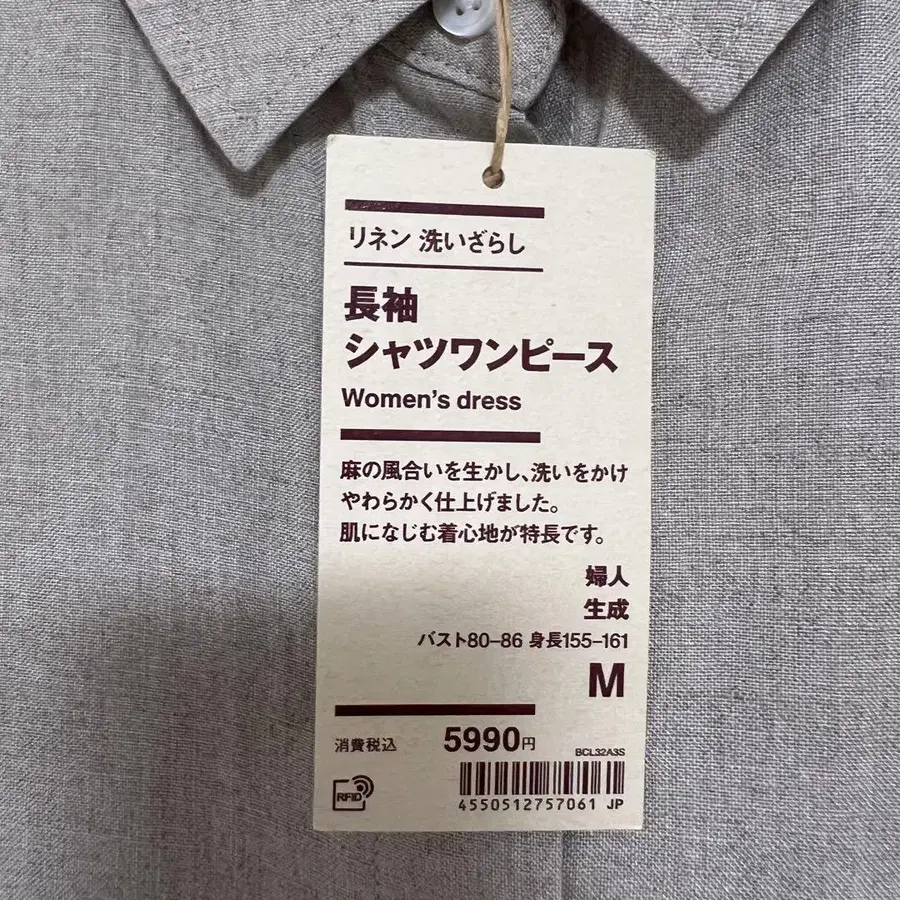 リネン 洗いざらし
長袖
シャツワンピース
Women's dress
麻の風合いを生かし、洗いをかけ
やわらかく仕上げました。
肌になじむ着心地が特長です。
婦人
生成
バスト80–86 身長155–161
M
消費税込 5990円
BCL32A3S
RFID
4550512757061 JP